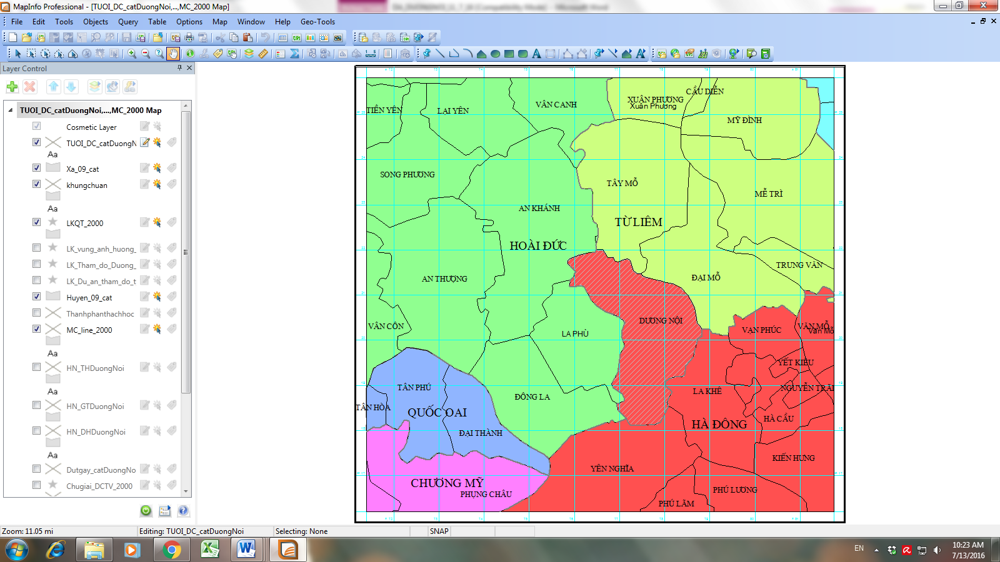 MapInfo Professional - [TUOI_DC_catDuongNoi,...,MC_2000 Map]
File Edit Tools Objects Query Table Options Map Window Help Geo-Tools
Layer Control
TUOI_DC_catDuongNoi,...,MC_2000 Map
Cosmetic Layer
TUOI_DC_catDuongN
Aa
Xa_09_cat
khungchuan
Aa
LKQT_2000
LK_vung_anh_huong_
LK_Tham_do_Duong_
LK_Du_an_tham_do_t
Huyen_09_cat
Thanhphanthachhoc
MC_line_2000
Aa
HN_THDuongNoi
Aa
HN_GTDuongNoi
HN_DHDuongNoi
Aa
Dutgay_catDuongNo
Chugiai_DCTV_2000
CẦU DIỄN
XUÂN PHƯƠNG
Xuân Phương
VÂN CANH
TIỀN YÊN
LẠI YÊN
MỸ ĐÌNH
SONG PHƯƠNG
TÂY MỖ
MỄ TRÌ
AN KHÁNH
TỪ LIÊM
HOÀI ĐỨC
TRUNG VĂN
AN THƯỢNG
ĐẠI MỖ
DƯƠNG NỘI
VÂN CÔN
LA PHÙ
VẠN PHÚC
VĂN MỖ
Văn Mỗ
YẾT KIÊU
TÂN PHÚ
ĐÔNG LA
LA KHÊ
NGUYỄN TRÃI
TÂN HÒA
QUỐC OAI
HÀ CẦU
HÀ ĐÔNG
ĐẠI THÀNH
KIẾN HƯNG
YÊN NGHĨA
CHƯƠNG MỸ
PHỤNG CHÂU
PHÚ LƯƠNG
PHÚ LÃM
Zoom: 11.05 mi Editing: TUOI_DC_catDuongNoi Selecting: None SNAP
EN
10:23 AM
7/13/2016